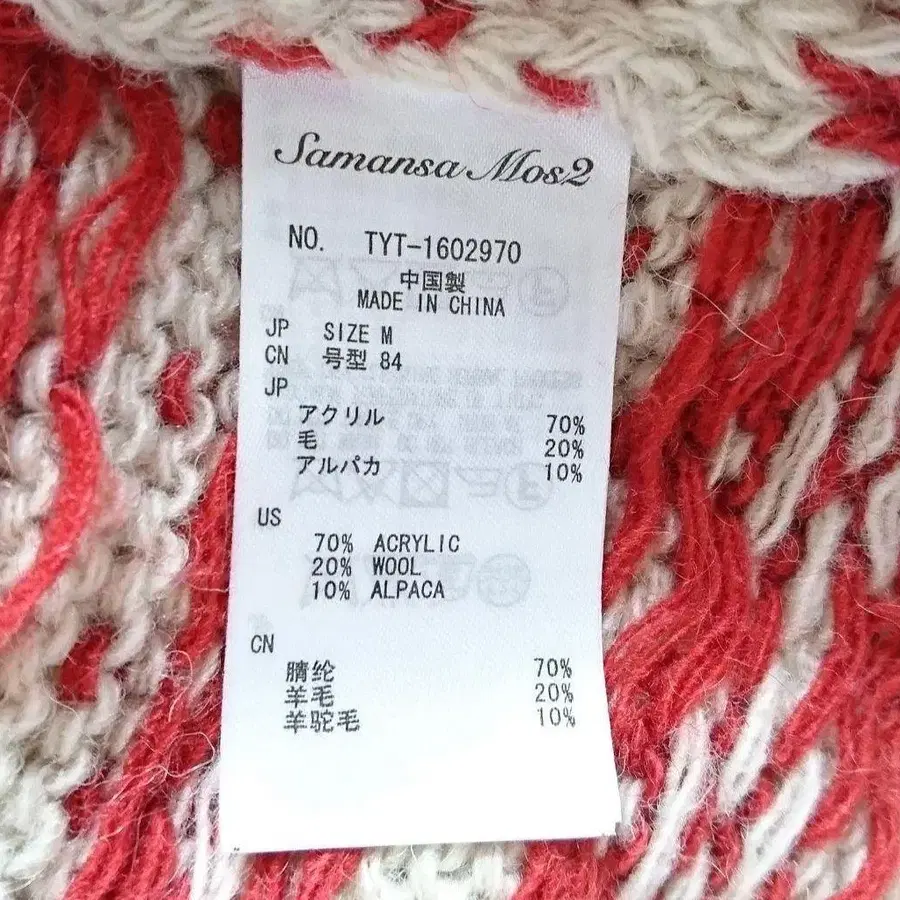 Samansa Mos2
NO. TYT-1602970
中国製
MADE IN CHINA
JP SIZE M
CN 号型 84
JP
アクリル 70%
毛 20%
アルパカ 10%
US
70% ACRYLIC
20% WOOL
10% ALPACA
CN
腈纶 70%
羊毛 20%
羊驼毛 10%